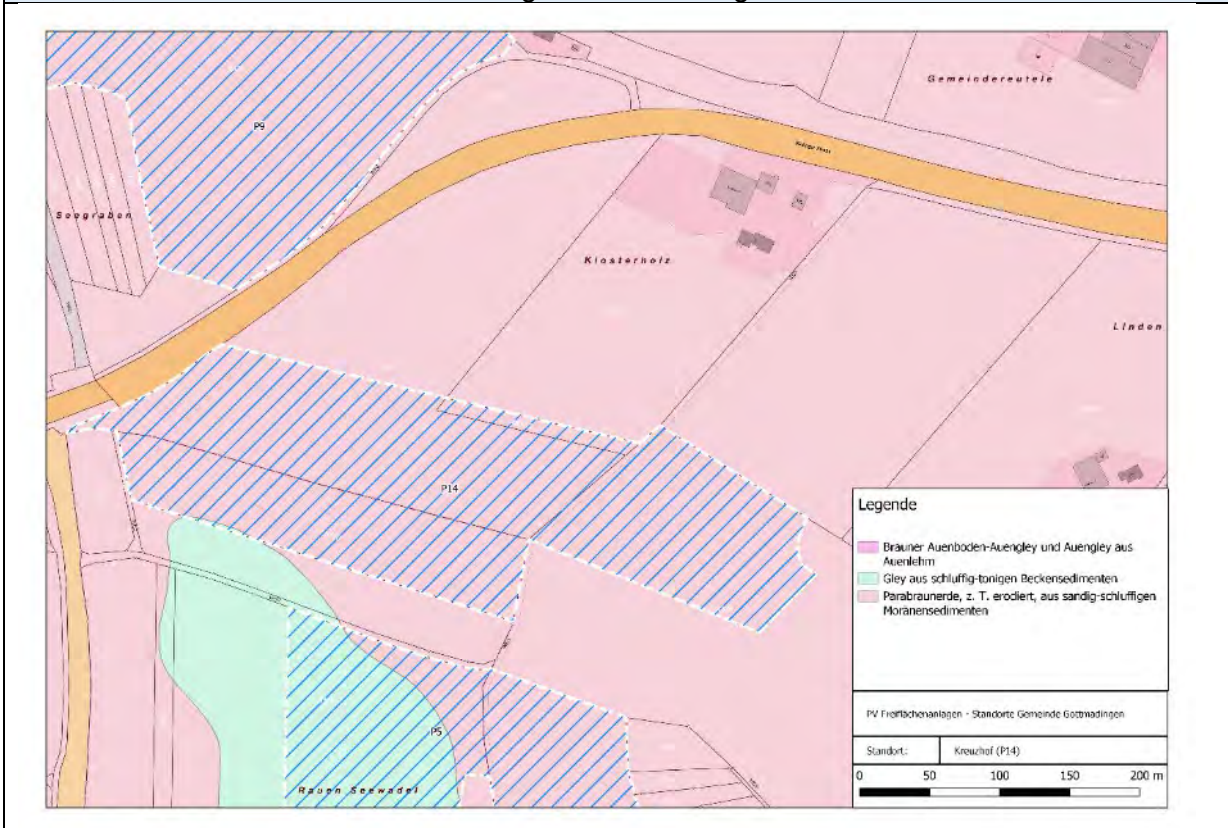 Gemeindereutele
P9
Seegraben
Klosterholz
Linden
P14
P5
Rauen Seewadel
Legende
Brauner Auenboden-Auengley und Auengley aus
Auenlehm
Gley aus schluffig-tonigen Beckensedimenten
Parabraunerde, z. T. erodiert, aus sandig-schluffigen
Moränensedimenten
PV Freiflächenanlagen - Standorte Gemeinde Gottmadingen
Standort: Kreuzhof (P14)
0 50 100 150 200 m